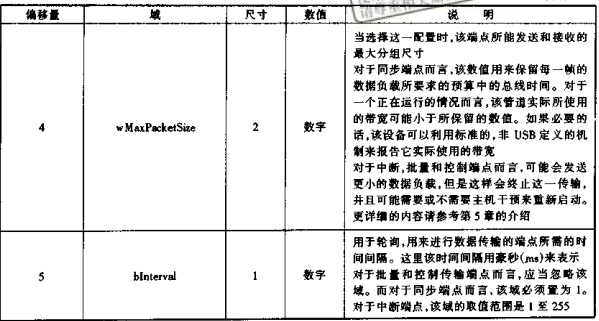 偏移量 域 尺寸 数值 说 明
当选择这一配置时,该端点所能发送和接收的
最大分组尺寸
对于同步端点而言,该数值用来保留每一帧的
数据负载所要求的预算中的总线时间。对于
一个正在运行的情况而言,该管道实际所使用
的带宽可能小于所保留的数值。如果必要的
话,该设备可以利用标准的,非 USB 定义的机
制来报告它实际使用的带宽
4 wMaxPacketSize 2 数字
对于中断,批量和控制端点而言,可能会发送
更小的数据负载,但是这样会终止这一传输,
并且可能需要或不需要主机干预来重新启动。
更详细的内容请参考第 5 章的介绍
用于轮询,用来进行数据传输的端点所需的时
间间隔。这里该时间间隔用豪秒(ms)来表示
对于批量和控制传输端点而言,应当忽略该
域。而对于同步端点而言,该域必须置为 1。
对于中断端点,该域的取值范围是 1 至 255
5 bInterval 1 数字